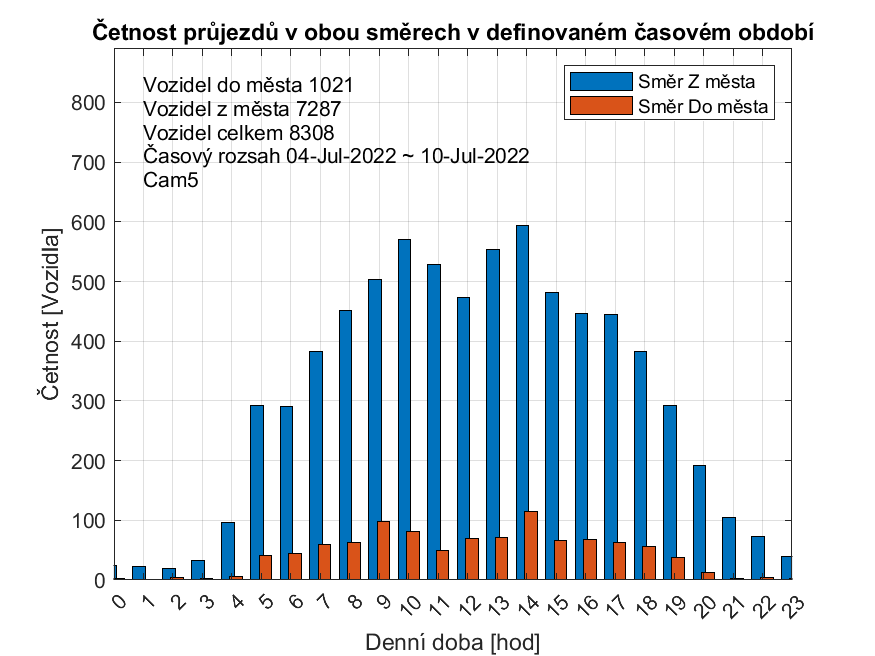 Četnost průjezdů v obou směrech v definovaném časovém období
Vozidel do města 1021
Vozidel z města 7287
Vozidel celkem 8308
Časový rozsah 04-Jul-2022 ~ 10-Jul-2022
Cam5
Směr Z města
Směr Do města
Četnost [Vozidla]
800
700
600
500
400
300
200
100
0
0 1 2 3 4 5 6 7 8 9 10 11 12 13 14 15 16 17 18 19 20 21 22 23
Denní doba [hod]